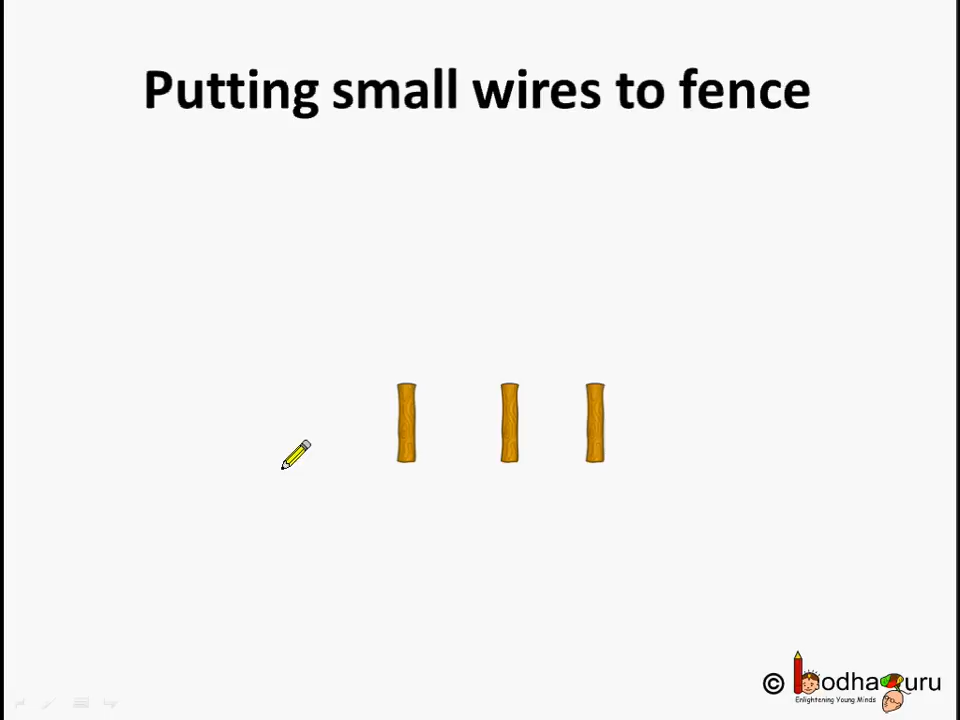 Putting small wires to fence
© BodhaGuru
Enlightening Young Minds